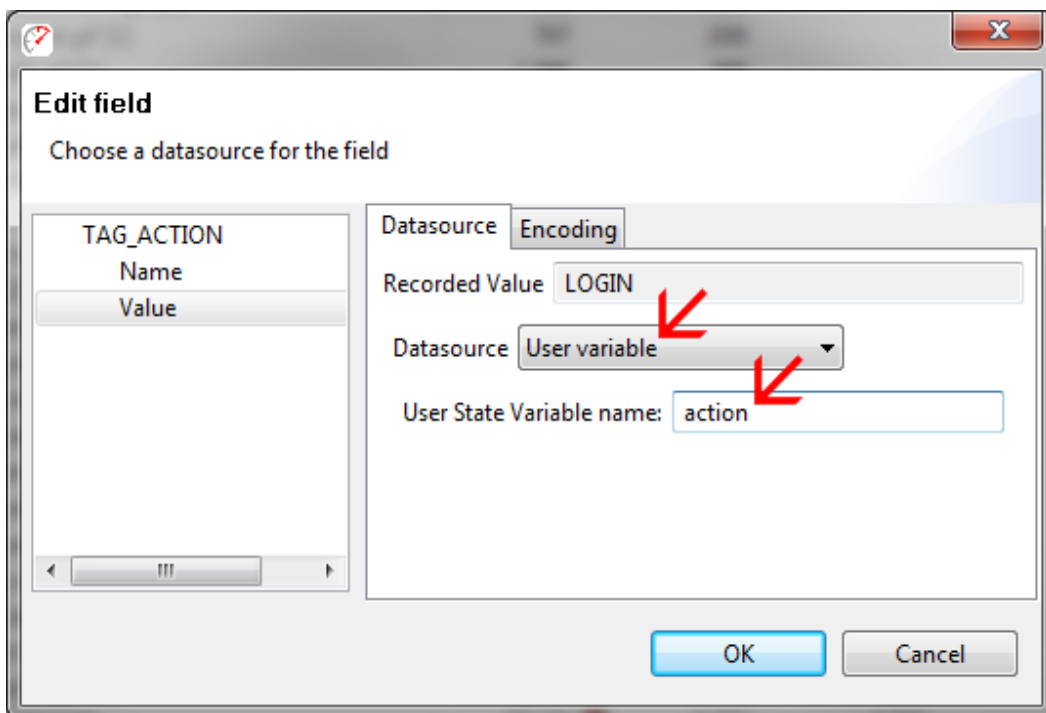 Edit field
Choose a datasource for the field
TAG_ACTION
Name
Value
Datasource Encoding
Recorded Value LOGIN
Datasource User variable
User State Variable name: action
OK Cancel